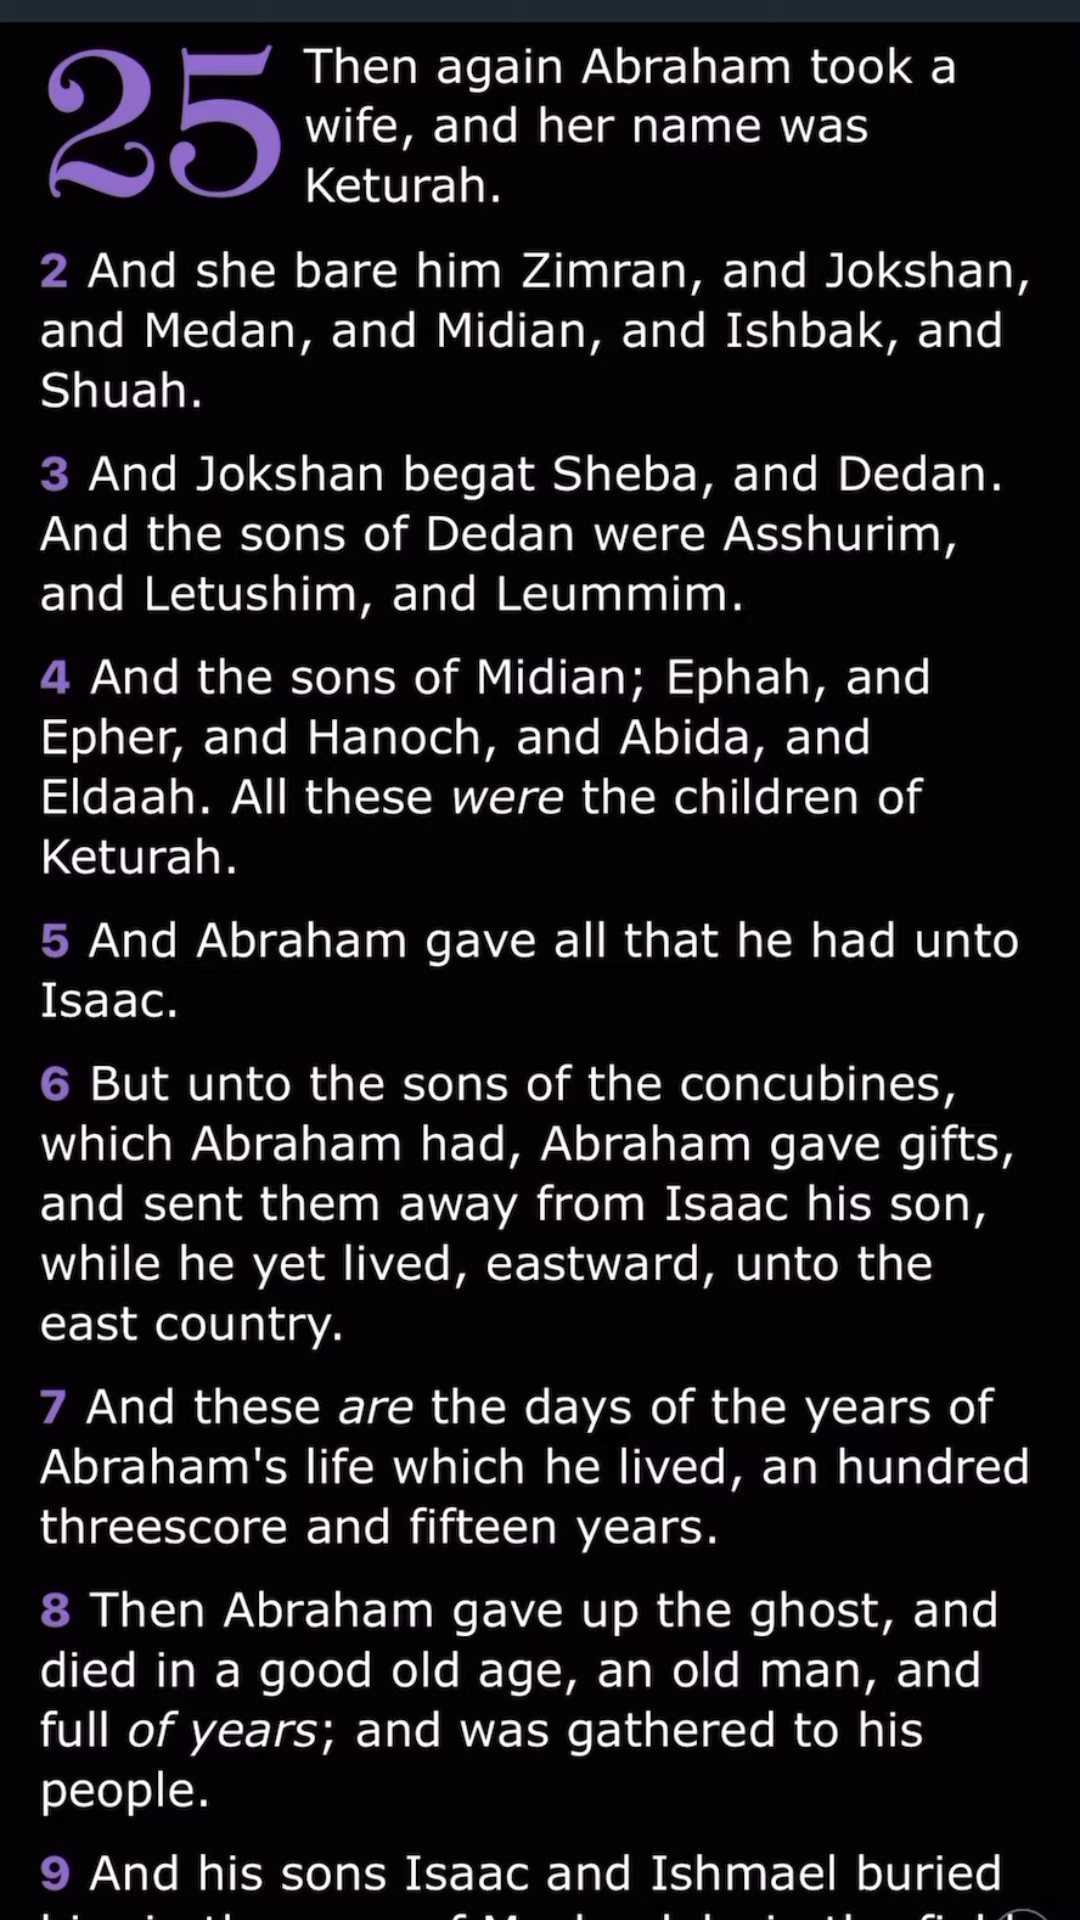 25 Then again Abraham took a
wife, and her name was
Keturah.
2 And she bare him Zimran, and Jokshan,
and Medan, and Midian, and Ishbak, and
Shuah.
3 And Jokshan begat Sheba, and Dedan.
And the sons of Dedan were Asshurim,
and Letushim, and Leummim.
4 And the sons of Midian; Ephah, and
Epher, and Hanoch, and Abida, and
Eldaah. All these were the children of
Keturah.
5 And Abraham gave all that he had unto
Isaac.
6 But unto the sons of the concubines,
which Abraham had, Abraham gave gifts,
and sent them away from Isaac his son,
while he yet lived, eastward, unto the
east country.
7 And these are the days of the years of
Abraham's life which he lived, an hundred
threescore and fifteen years.
8 Then Abraham gave up the ghost, and
died in a good old age, an old man, and
full of years; and was gathered to his
people.
9 And his sons Isaac and Ishmael buried